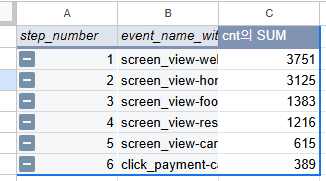 A B C
step_number event_name_wit cnt의 SUM
1 screen_view-wel 3751
2 screen_view-hor 3125
3 screen_view-foo 1383
4 screen_view-res 1216
5 screen_view-car 615
6 click_payment-ca 389